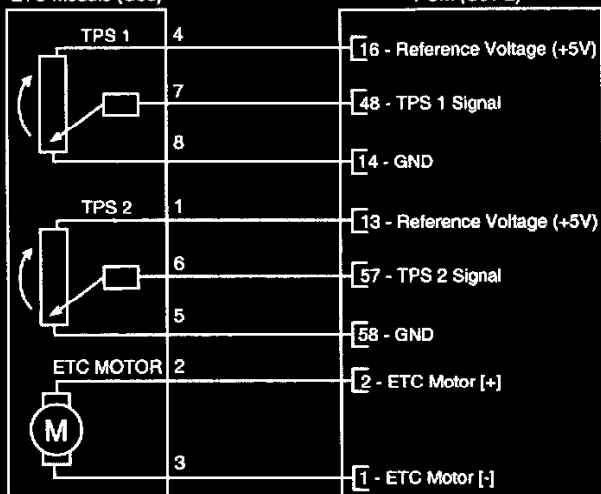 TPS 1 4 16 - Reference Voltage (+5V)
7 48 - TPS 1 Signal
8 14 - GND
TPS 2 1 13 - Reference Voltage (+5V)
6 57 - TPS 2 Signal
5 58 - GND
ETC MOTOR 2 2 - ETC Motor [+]
M
3 1 - ETC Motor [-]